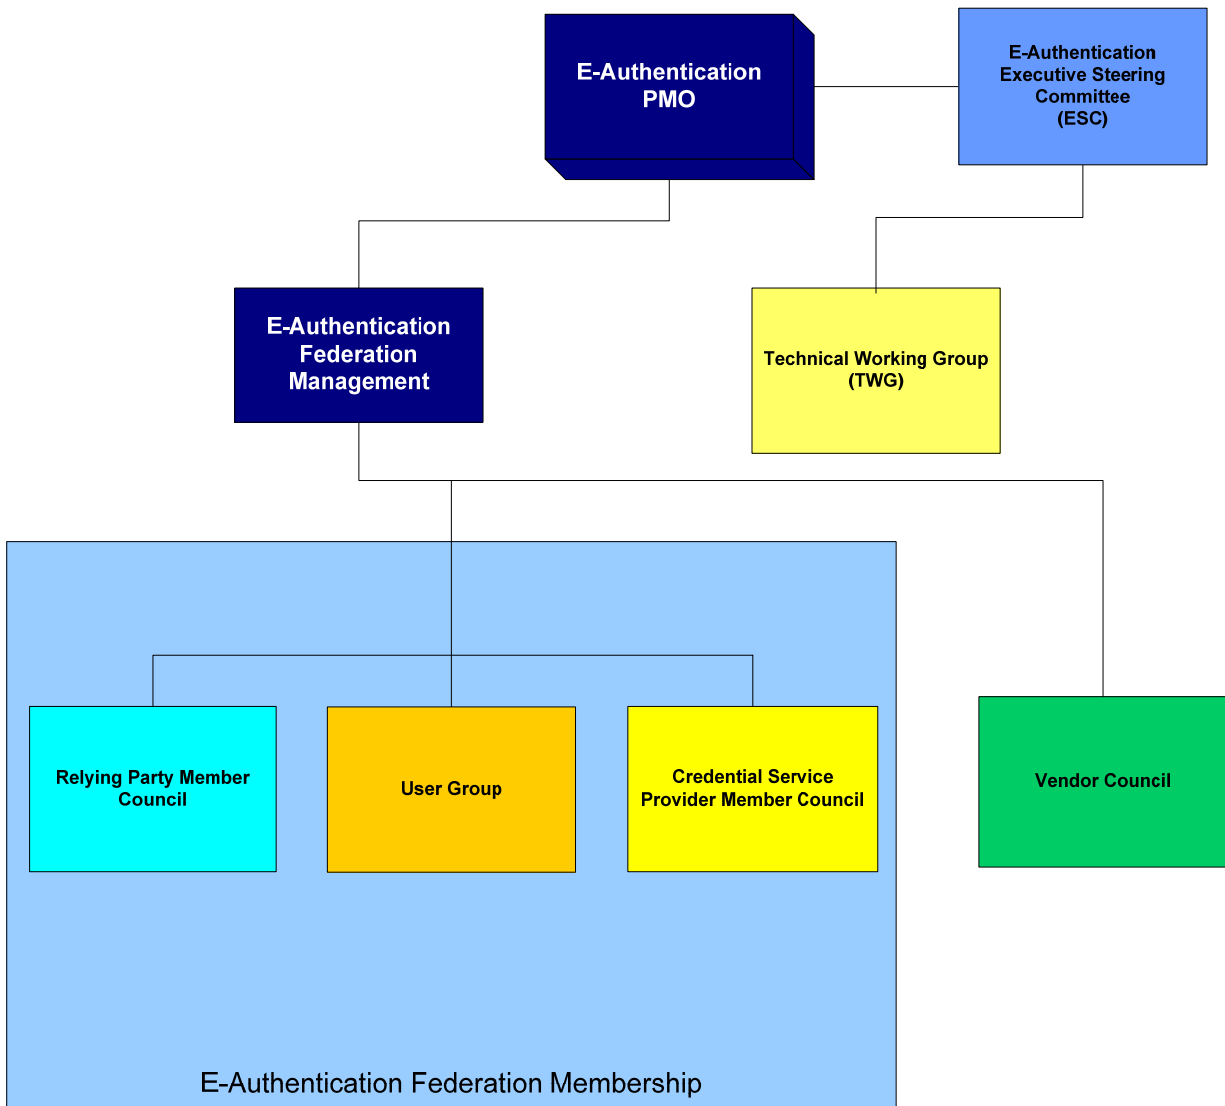 E-Authentication
PMO
E-Authentication
Executive Steering
Committee
(ESC)
E-Authentication
Federation
Management
Technical Working Group
(TWG)
Relying Party Member
Council
User Group
Credential Service
Provider Member Council
Vendor Council
E-Authentication Federation Membership